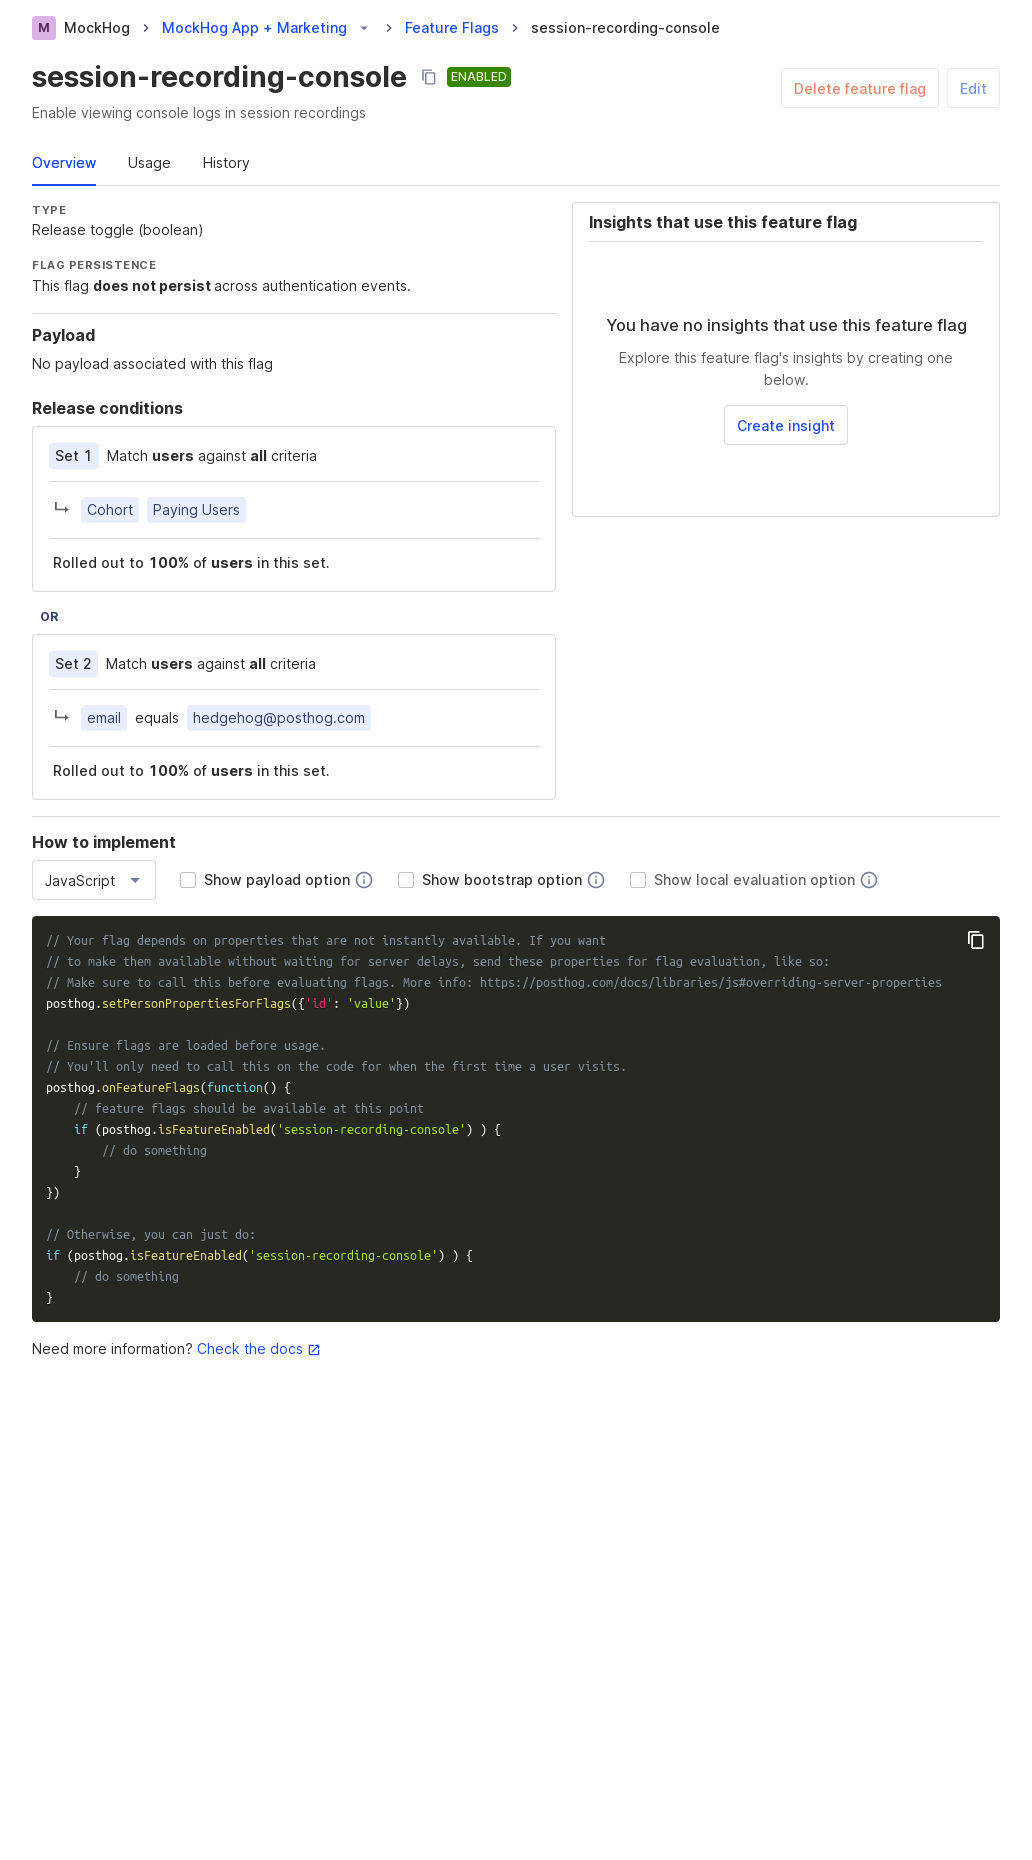 M MockHog > MockHog App + Marketing > Feature Flags > session-recording-console
session-recording-console ENABLED
Delete feature flag Edit
Enable viewing console logs in session recordings
Overview Usage History
TYPE
Release toggle (boolean)
FLAG PERSISTENCE
This flag does not persist across authentication events.
Payload
No payload associated with this flag
Release conditions
Set 1 Match users against all criteria
Cohort Paying Users
Rolled out to 100% of users in this set.
OR
Set 2 Match users against all criteria
email equals hedgehog@posthog.com
Rolled out to 100% of users in this set.
Insights that use this feature flag
You have no insights that use this feature flag
Explore this feature flag's insights by creating one
below.
Create insight
How to implement
JavaScript Show payload option Show bootstrap option Show local evaluation option
// Your flag depends on properties that are not instantly available. If you want
// to make them available without waiting for server delays, send these properties for flag evaluation, like so:
// Make sure to call this before evaluating flags. More info: https://posthog.com/docs/libraries/js#overriding-server-properties
posthog.setPersonPropertiesForFlags({'id': 'value'})
// Ensure flags are loaded before usage.
// You'll only need to call this on the code for when the first time a user visits.
posthog.onFeatureFlags(function() {
    // feature flags should be available at this point
    if (posthog.isFeatureEnabled('session-recording-console') ) {
        // do something
    }
})
// Otherwise, you can just do:
if (posthog.isFeatureEnabled('session-recording-console') ) {
    // do something
}
Need more information? Check the docs